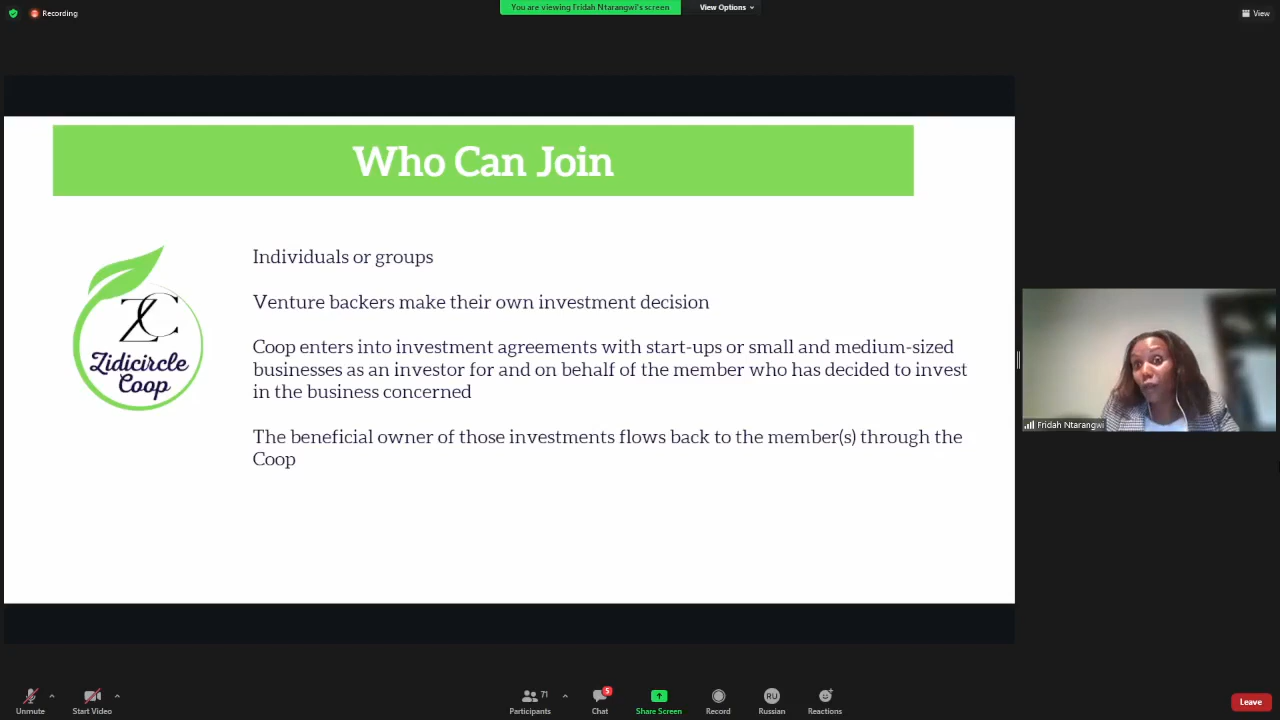 Recording
You are viewing Fridah Ntarangwi's screen
View Options
View
Who Can Join
ZC
Zidicircle
Coop
Individuals or groups
Venture backers make their own investment decision
Coop enters into investment agreements with start-ups or small and medium-sized
businesses as an investor for and on behalf of the member who has decided to invest
in the business concerned
The beneficial owner of those investments flows back to the member(s) through the
Coop
Fridah Ntarangwi
Unmute
Start Video
71
Participants
5
Chat
Share Screen
Record
RU
Russian
Reactions
Leave